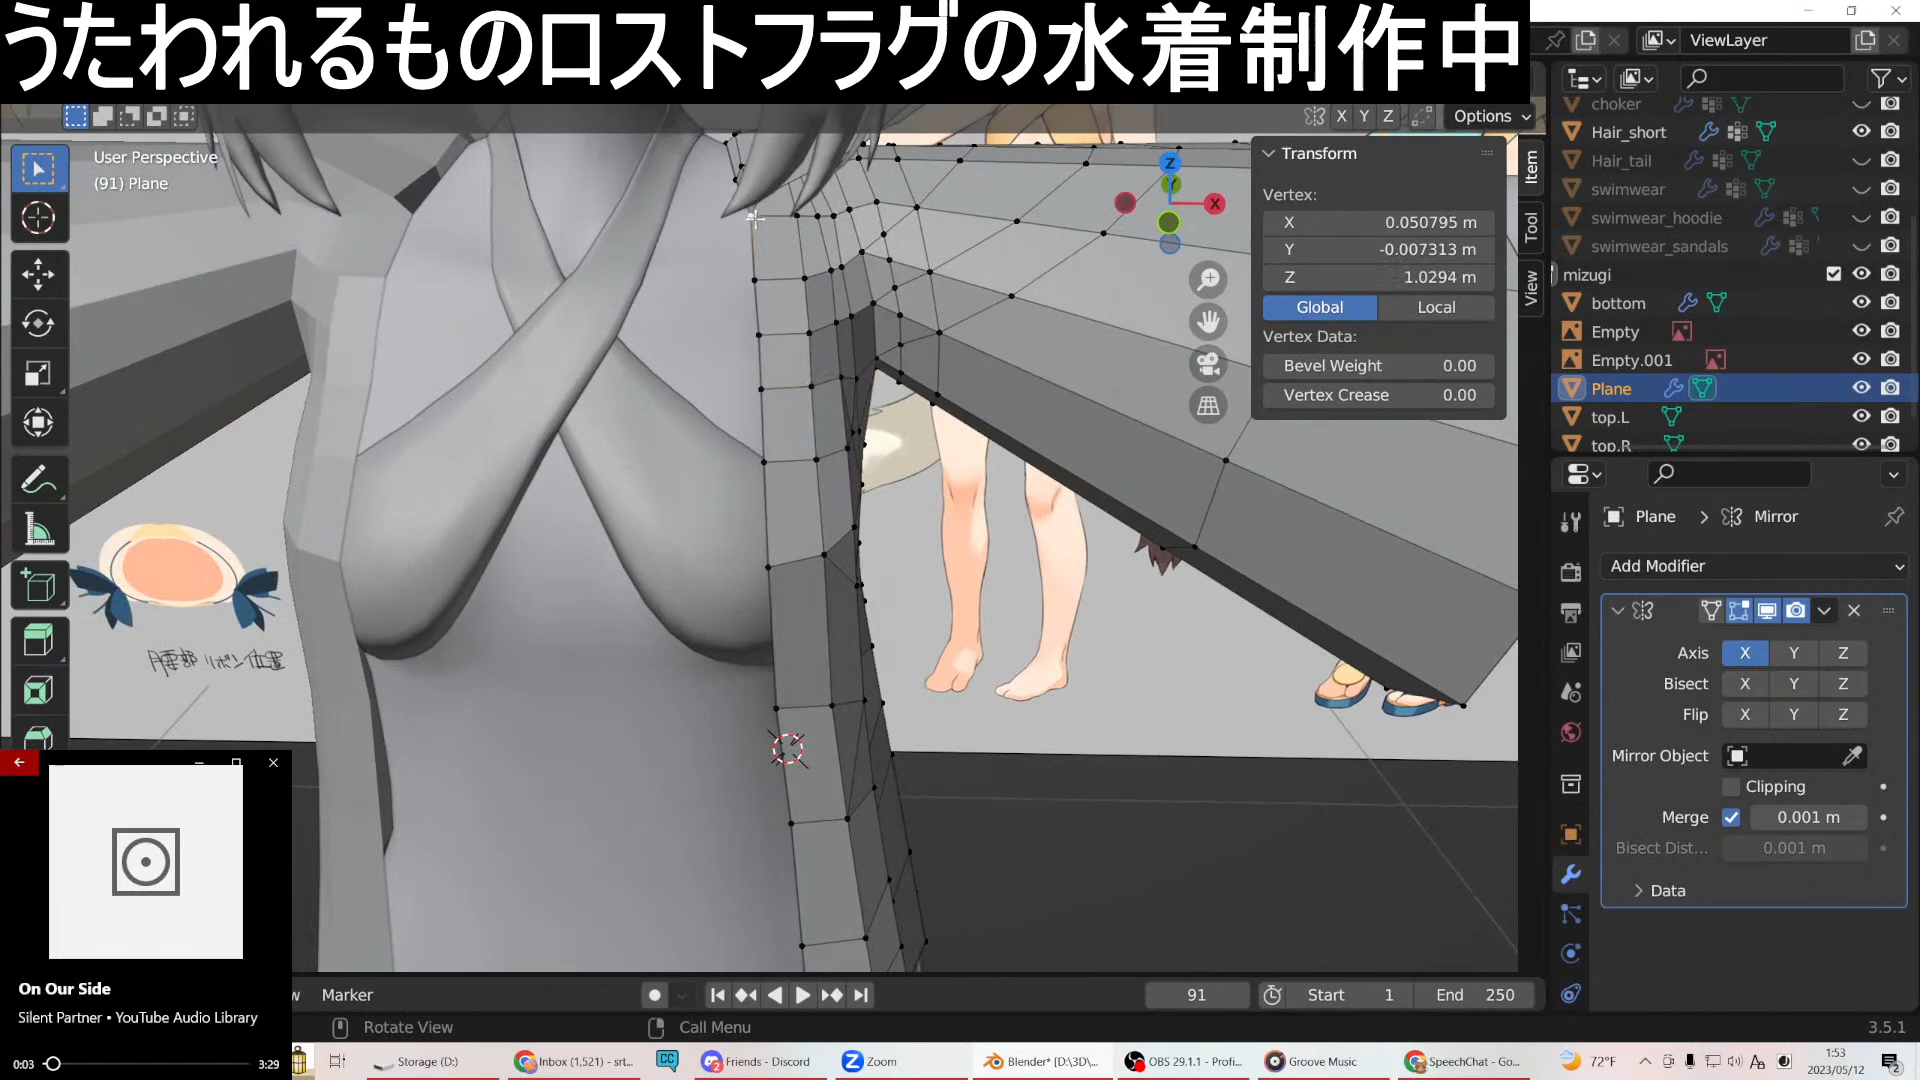 うたわれるものロストフラグの水着制作中
ViewLayer
X Y Z Options
User Perspective
(91) Plane
Transform
Vertex:
X 0.050795 m
Y -0.007313 m
Z 1.0294 m
Global Local
Vertex Data:
Bevel Weight 0.00
Vertex Crease 0.00
Item
Tool
View
Z
Y
X
choker
Hair_short
Hair_tail
swimwear
swimwear_hoodie
swimwear_sandals
mizugi
bottom
Empty
Empty.001
Plane
top.L
top.R
Plane > Mirror
Add Modifier
Axis X Y Z
Bisect X Y Z
Flip X Y Z
Mirror Object
Clipping
Merge 0.001 m
Bisect Dist... 0.001 m
Data
腰部リボン位置
On Our Side
Silent Partner • YouTube Audio Library
0:03 3:29
w Marker
91 Start 1 End 250
Rotate View Call Menu 3.5.1
Storage (D:) Inbox (1,521) - srt... CC Friends - Discord Zoom Blender* [D:\3D\... OBS 29.1.1 - Profi... Groove Music SpeechChat - Go... 72°F
1:53
2023/05/12
2